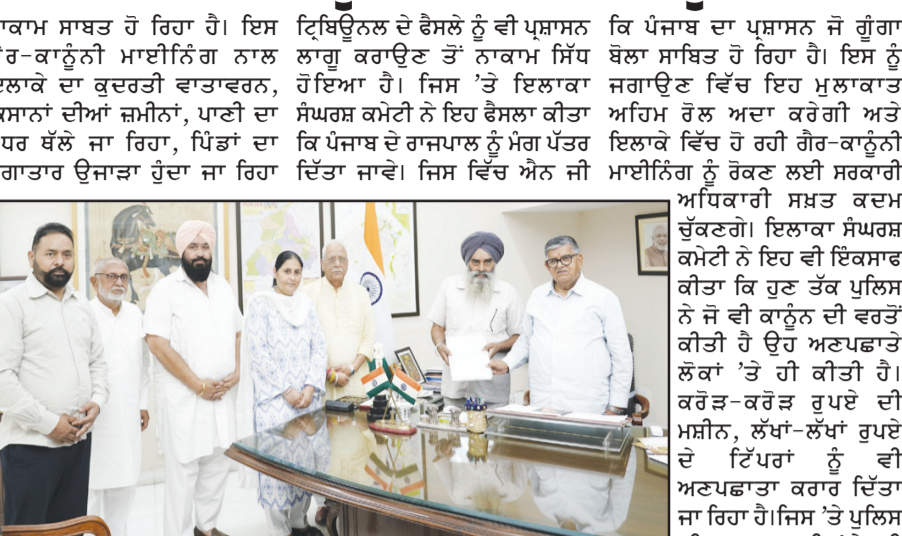 ਸਾਬਤ ਹੋ ਰਿਹਾ ਹੈ। ਇਸ
ਮਾਈਨਿੰਗ ਨਾਲ
ਦਾ ਕੁਦਰਤੀ ਵਾਤਾਵਰਨ,
ਦੀਆਂ ਜ਼ਮੀਨਾਂ, ਪਾਣੀ ਦਾ
ਥੱਲੇ ਜਾ ਰਿਹਾ, ਪਿੰਡਾਂ ਦਾ
ਉਜਾੜਾ ਹੁੰਦਾ ਜਾ ਰਿਹਾ
ਟ੍ਰਿਬਿਊਨਲ ਦੇ ਫੈਸਲੇ ਨੂੰ ਵੀ ਪ੍ਰਸ਼ਾਸਨ
ਲਾਗੂ ਕਰਾਉਣ ਤੋਂ ਨਾਕਾਮ ਸਿੱਧ
ਹੋਇਆ ਹੈ। ਜਿਸ ’ਤੇ ਇਲਾਕਾ
ਸੰਘਰਸ਼ ਕਮੇਟੀ ਨੇ ਇਹ ਫੈਸਲਾ ਕੀਤਾ
ਕਿ ਪੰਜਾਬ ਦੇ ਰਾਜਪਾਲ ਨੂੰ ਮੰਗ ਪੱਤਰ
ਦਿੱਤਾ ਜਾਵੇ। ਜਿਸ ਵਿੱਚ ਐਨ ਜੀ
ਕਿ ਪੰਜਾਬ ਦਾ ਪ੍ਰਸ਼ਾਸਨ ਜੋ ਗੂੰਗਾ
ਬੋਲਾ ਸਾਬਿਤ ਹੋ ਰਿਹਾ ਹੈ। ਇਸ ਨੂੰ
ਜਗਾਉਣ ਵਿੱਚ ਇਹ ਮੁਲਾਕਾਤ
ਅਹਿਮ ਰੋਲ ਅਦਾ ਕਰੇਗੀ ਅਤੇ
ਇਲਾਕੇ ਵਿੱਚ ਹੋ ਰਹੀ ਗੈਰ-ਕਾਨੂੰਨੀ
ਮਾਈਨਿੰਗ ਨੂੰ ਰੋਕਣ ਲਈ ਸਰਕਾਰੀ
ਅਧਿਕਾਰੀ ਸਖ਼ਤ ਕਦਮ
ਚੁੱਕਣਗੇ। ਇਲਾਕਾ ਸੰਘਰਸ਼
ਕਮੇਟੀ ਨੇ ਇਹ ਵੀ ਇੰਕਸਾਫ
ਕੀਤਾ ਕਿ ਹੁਣ ਤੱਕ ਪੁਲਿਸ
ਨੇ ਜੋ ਵੀ ਕਾਨੂੰਨ ਦੀ ਵਰਤੋਂ
ਕੀਤੀ ਹੈ ਉਹ ਅਣਪਛਾਤੇ
ਲੋਕਾਂ ’ਤੇ ਹੀ ਕੀਤੀ ਹੈ।
ਕਰੋੜ-ਕਰੋੜ ਰੁਪਏ ਦੀ
ਮਸ਼ੀਨ, ਲੱਖਾਂ-ਲੱਖਾਂ ਰੁਪਏ
ਦੇ ਟਿੱਪਰਾਂ ਨੂੰ ਵੀ
ਅਣਪਛਾਤਾ ਕਰਾਰ ਦਿੱਤਾ
ਜਾ ਰਿਹਾ ਹੈ।ਜਿਸ ’ਤੇ ਪੁਲਿਸ